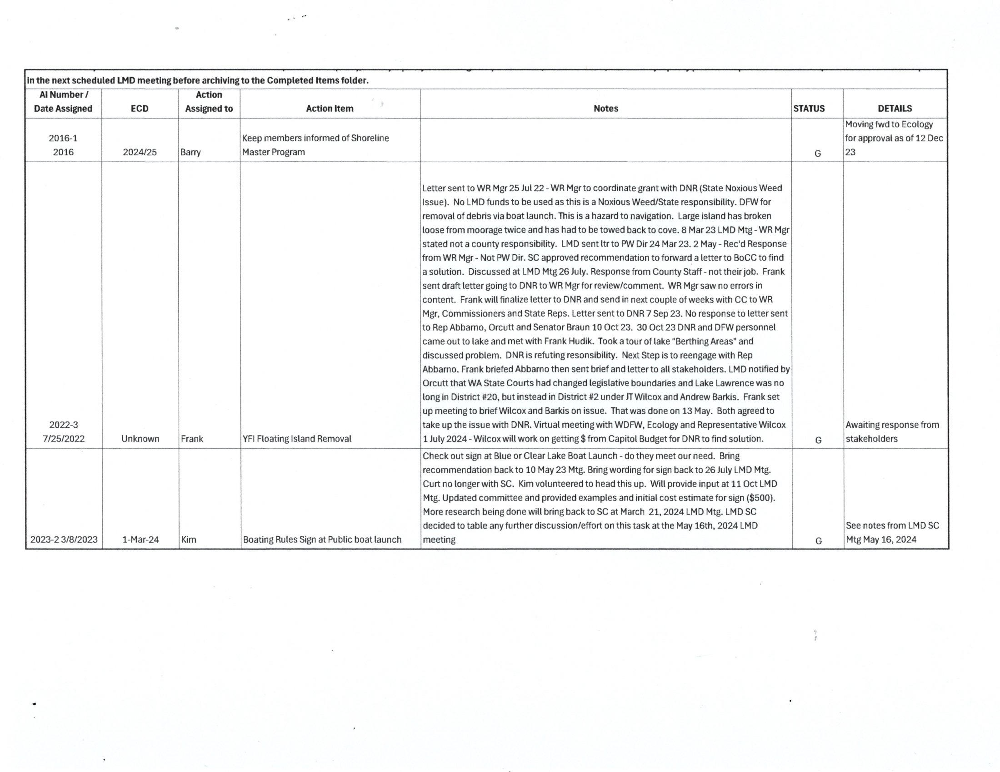 in the next scheduled LMD meeting before archiving to the Completed Items folder.
AI Number / Date Assigned
ECD
Action Assigned to
Action Item
Notes
STATUS
DETAILS
2016-1
2016
2024/25
Barry
Keep members informed of Shoreline
Master Program
G
Moving fwd to Ecology
for approval as of 12 Dec
23
2022-3
7/25/2022
Unknown
Frank
YFI Floating Island Removal
Letter sent to WR Mgr 25 Jul 22 - WR Mgr to coordinate grant with DNR (State Noxious Weed
Issue). No LMD funds to be used as this is a Noxious Weed/State responsibility. DFW for
removal of debris via boat launch. This is a hazard to navigation. Large island has broken
loose from moorage twice and has had to be towed back to cove. 8 Mar 23 LMD Mtg - WR Mgr
stated not a county responsibility. LMD sent ltr to PW Dir 24 Mar 23. 2 May - Rec'd Response
from WR Mgr - Not PW Dir. SC approved recommendation to forward a letter to BoCC to find
a solution. Discussed at LMD Mtg 26 July. Response from County Staff - not their job. Frank
sent draft letter going to DNR to WR Mgr for review/comment. WR Mgr saw no errors in
content. Frank will finalize letter to DNR and send in next couple of weeks with CC to WR
Mgr, Commissioners and State Reps. Letter sent to DNR 7 Sep 23. No response to letter sent
to Rep Abbarno, Orcutt and Senator Braun 10 Oct 23. 30 Oct 23 DNR and DFW personnel
came out to lake and met with Frank Hudik. Took a tour of lake "Berthing Areas" and
discussed problem. DNR is refuting resonsibility. Next Step is to reengage with Rep
Abbarno. Frank briefed Abbarno then sent brief and letter to all stakeholders. LMD notified by
Orcutt that WA State Courts had changed legislative boundaries and Lake Lawrence was no
long in District #20, but instead in District #2 under JT Wilcox and Andrew Barkis. Frank set
up meeting to brief Wilcox and Barkis on issue. That was done on 13 May. Both agreed to
take up the issue with DNR. Virtual meeting with WDFW, Ecology and Representative Wilcox
1 July 2024 - Wilcox will work on getting $ from Capitol Budget for DNR to find solution.
G
Awaiting response from
stakeholders
2023-2 3/8/2023
1-Mar-24
Kim
Boating Rules Sign at Public boat launch
Check out sign at Blue or Clear Lake Boat Launch - do they meet our need. Bring
recommendation back to 10 May 23 Mtg. Bring wording for sign back to 26 July LMD Mtg.
Curt no longer with SC. Kim volunteered to head this up. Will provide input at 11 Oct LMD
Mtg. Updated committee and provided examples and initial cost estimate for sign ($500).
More research being done will bring back to SC at March 21, 2024 LMD Mtg. LMD SC
decided to table any further discussion/effort on this task at the May 16th, 2024 LMD
meeting
G
See notes from LMD SC
Mtg May 16, 2024